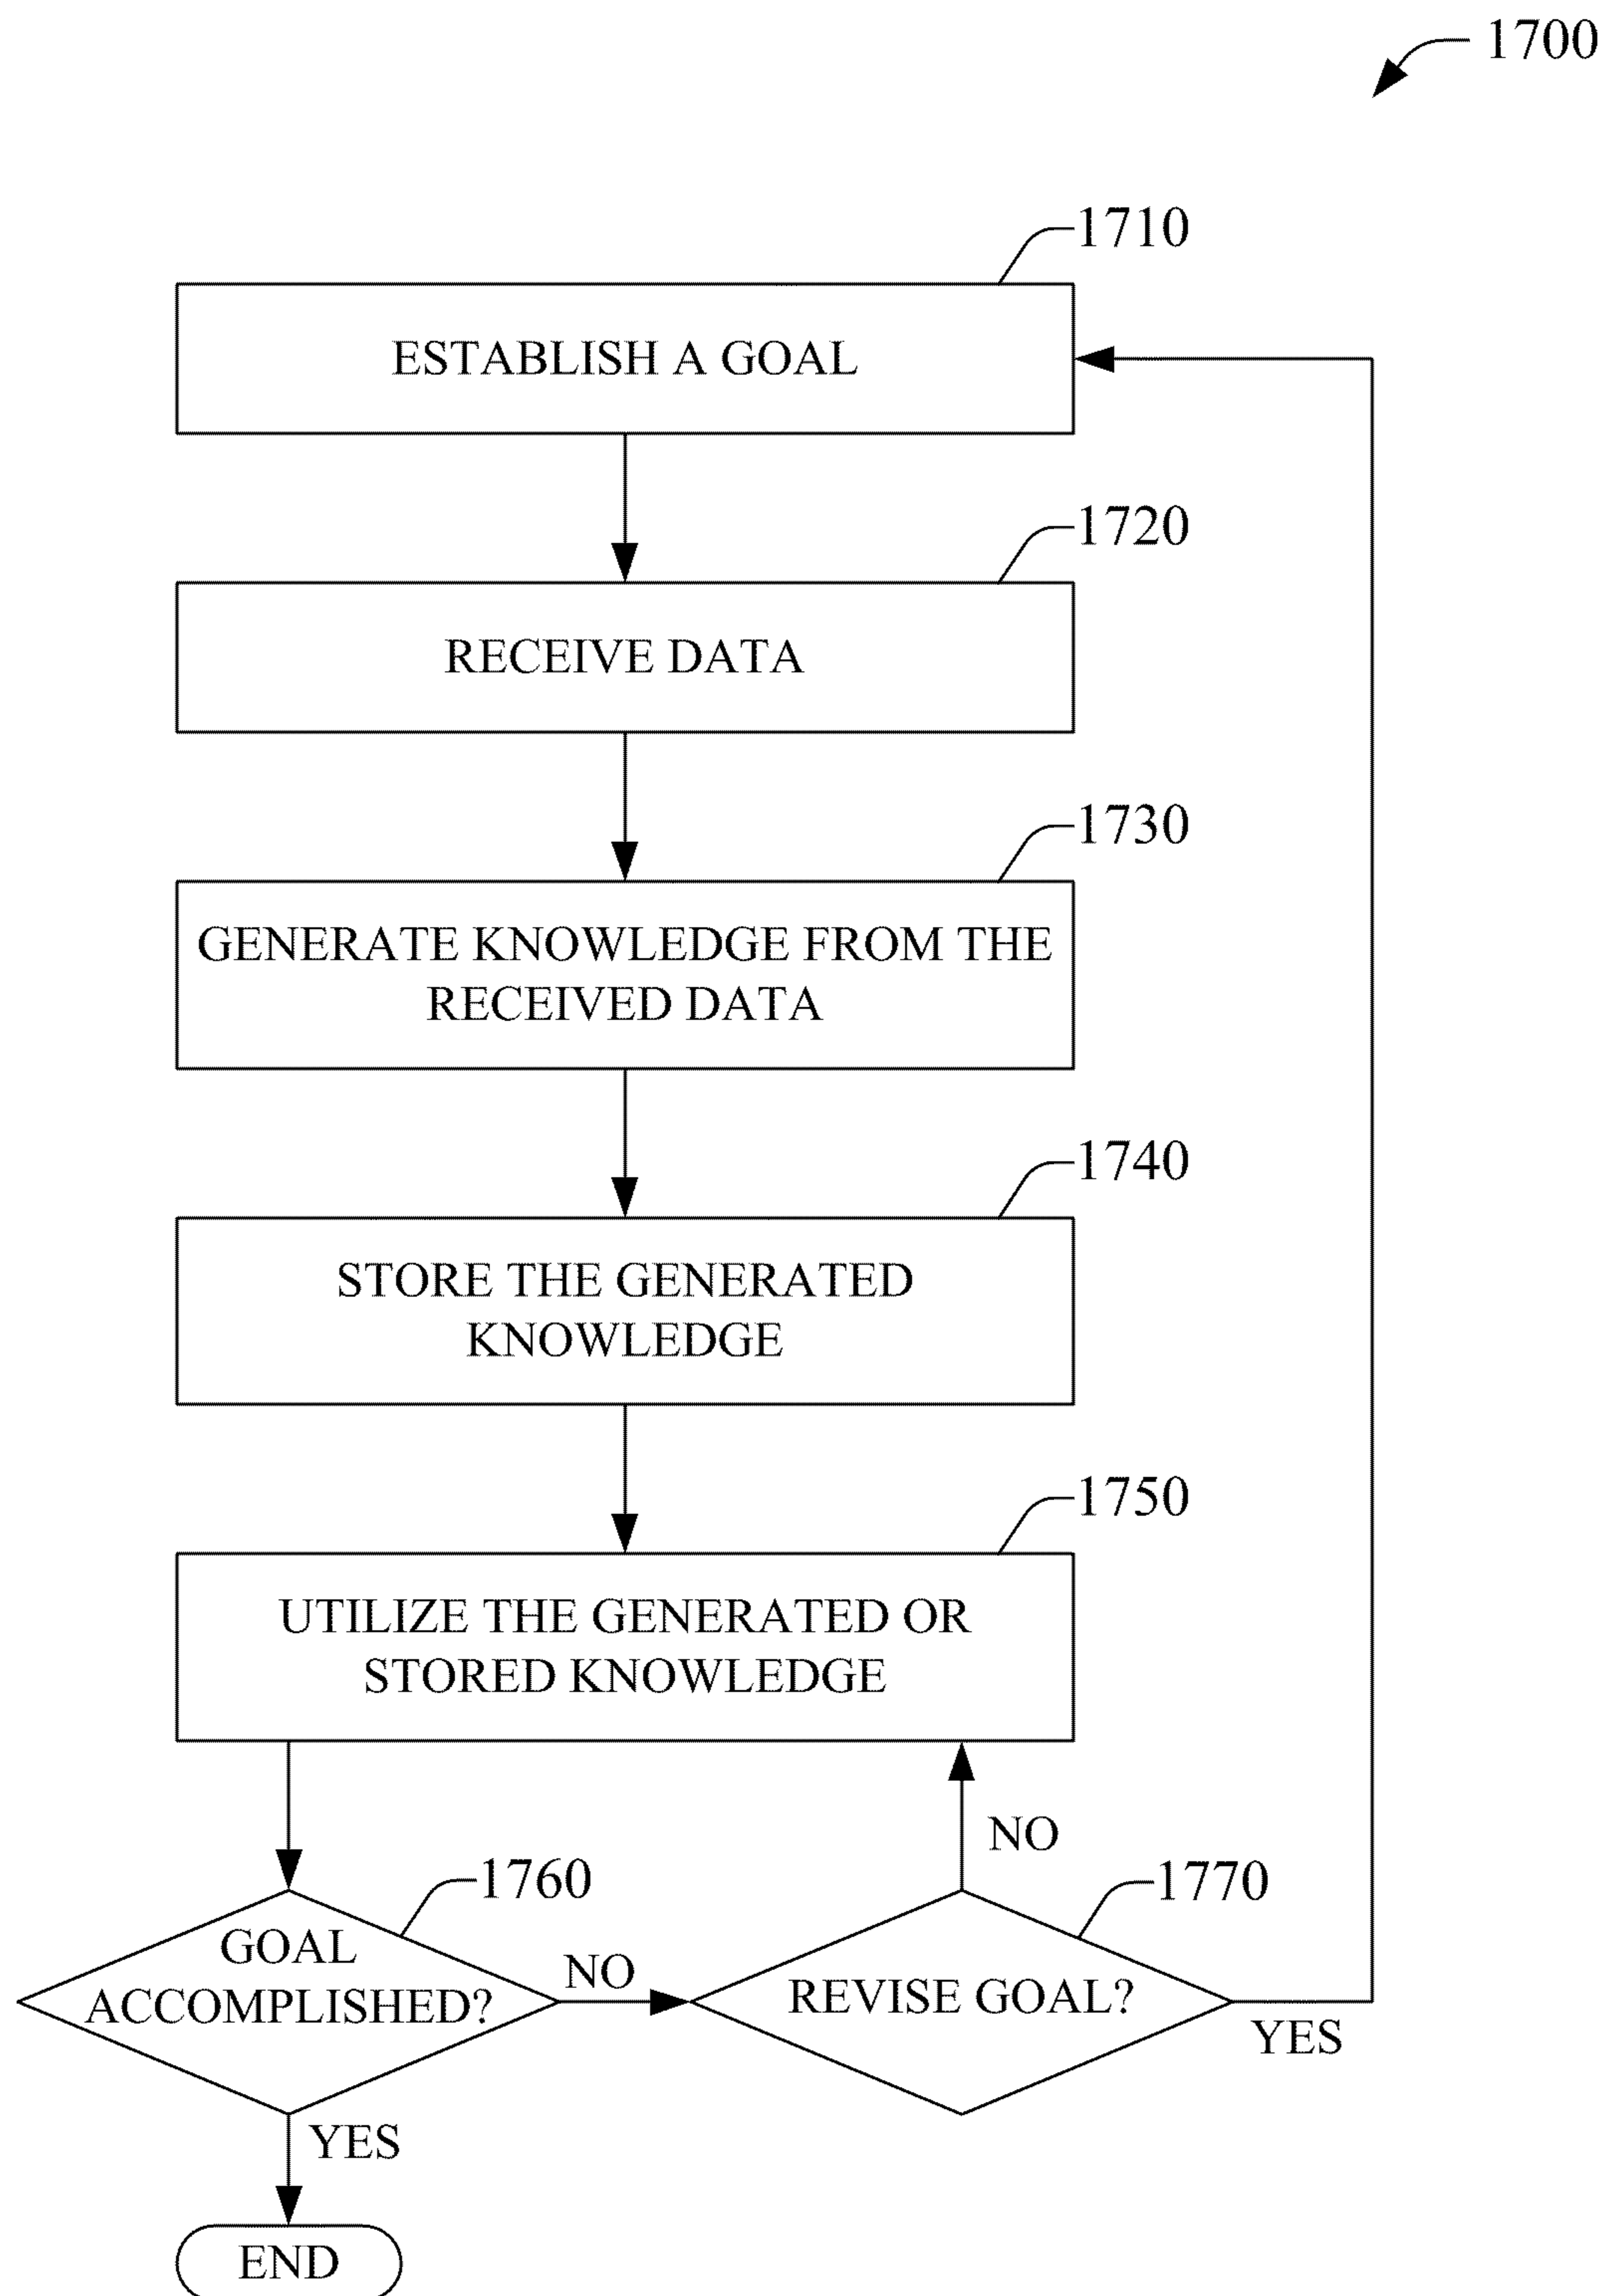 1700
1710
ESTABLISH A GOAL
1720
RECEIVE DATA
1730
GENERATE KNOWLEDGE FROM THE
RECEIVED DATA
1740
STORE THE GENERATED
KNOWLEDGE
1750
UTILIZE THE GENERATED OR
STORED KNOWLEDGE
NO
1760
1770
GOAL
ACCOMPLISHED?
NO
REVISE GOAL?
YES
YES
END